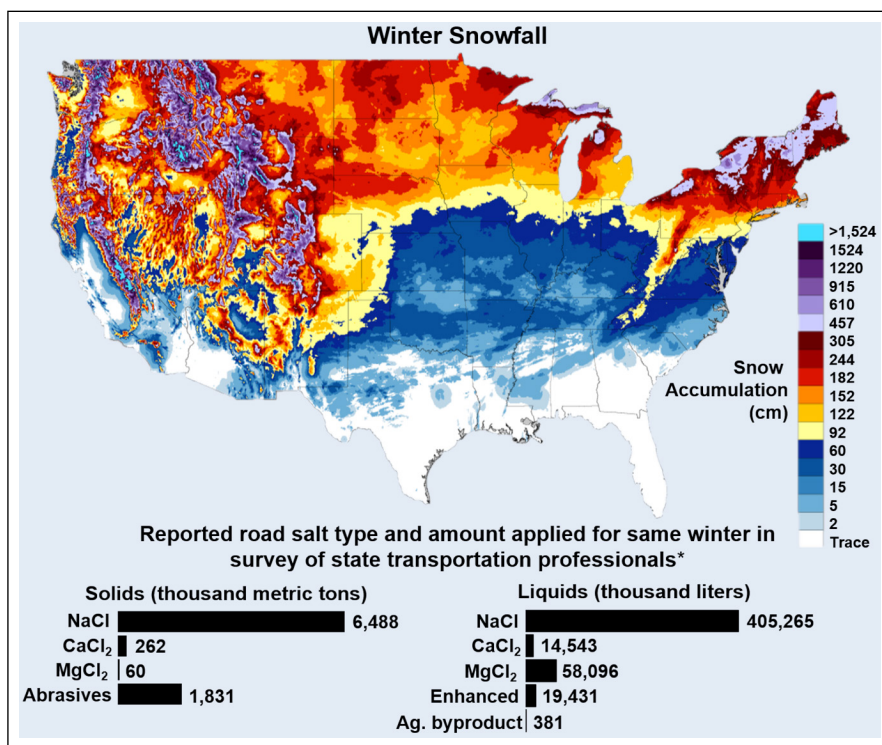 Winter Snowfall
>1,524
1524
1220
915
610
457
305
244
182
152
122
92
60
30
15
5
2
Trace
Snow
Accumulation
(cm)
Reported road salt type and amount applied for same winter in
survey of state transportation professionals*
Solids (thousand metric tons)
NaCl 6,488
CaCl₂ 262
MgCl₂ 60
Abrasives 1,831
Liquids (thousand liters)
NaCl 405,265
CaCl₂ 14,543
MgCl₂ 58,096
Enhanced 19,431
Ag. byproduct 381